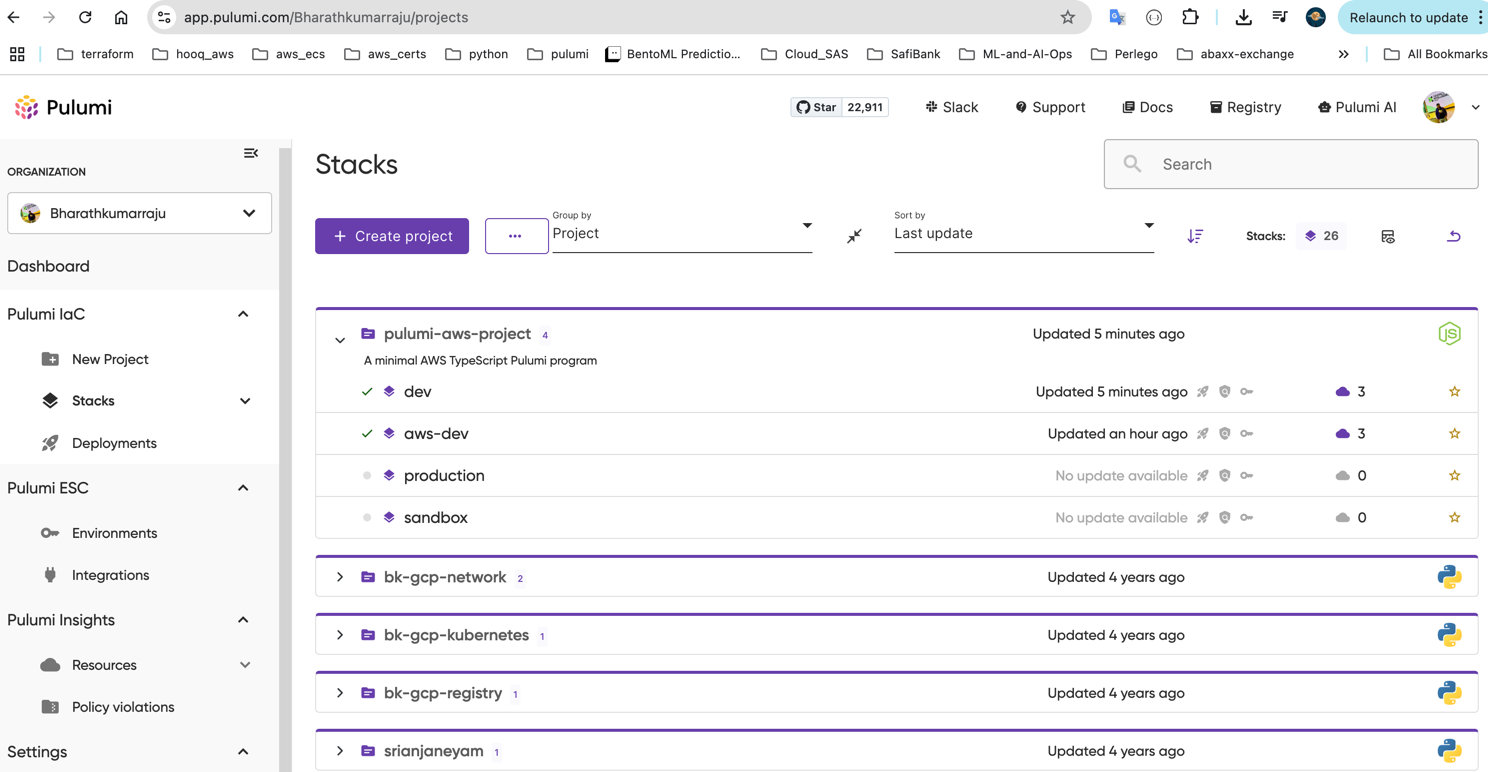 app.pulumi.com/Bharathkumarraju/projects
Relaunch to update
terraform hooq_aws aws_ecs aws_certs python pulumi BentoML Predictio... Cloud_SAS SafiBank ML-and-AI-Ops Perlego abaxx-exchange » All Bookmarks
Pulumi
Star 22,911 Slack Support Docs Registry Pulumi AI
ORGANIZATION
Bharathkumarraju
Dashboard
Pulumi IaC
New Project
Stacks
Deployments
Pulumi ESC
Environments
Integrations
Pulumi Insights
Resources
Policy violations
Settings
Stacks
Search
+ Create project
...
Group by
Project
Sort by
Last update
Stacks: 26
pulumi-aws-project 4 Updated 5 minutes ago JS
A minimal AWS TypeScript Pulumi program
dev Updated 5 minutes ago 3
aws-dev Updated an hour ago 3
production No update available 0
sandbox No update available 0
bk-gcp-network 2 Updated 4 years ago
bk-gcp-kubernetes 1 Updated 4 years ago
bk-gcp-registry 1 Updated 4 years ago
srianjaneyam 1 Updated 4 years ago